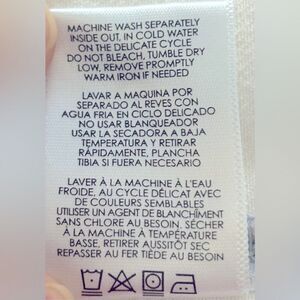 MACHINE WASH SEPARATELY
INSIDE OUT, IN COLD WATER
ON THE DELICATE CYCLE
DO NOT BLEACH, TUMBLE DRY
LOW, REMOVE PROMPTLY
WARM IRON IF NEEDED
LAVAR A MAQUINA POR
SEPARADO AL REVES CON
AGUA FRIA EN CICLO DELICADO
NO USAR BLANQUEADOR
USAR LA SECADORA A BAJA
TEMPERATURA Y RETIRAR
RÁPIDAMENTE, PLANCHA
TIBIA SI FUERA NECESARIO
LAVER À LA MACHINE À L'EAU
FROIDE, AU CYCLE DÉLICAT AVEC
DE COULEURS SEMBLABLES
UTILISER UN AGENT DE BLANCHÎMENT
SANS CHLORE AU BESOIN, SÉCHER
À LA MACHINE À TEMPÉRATURE
BASSE, RETIRER AUSSITÔT SEC
REPASSER AU FER TIÈDE AU BESOIN